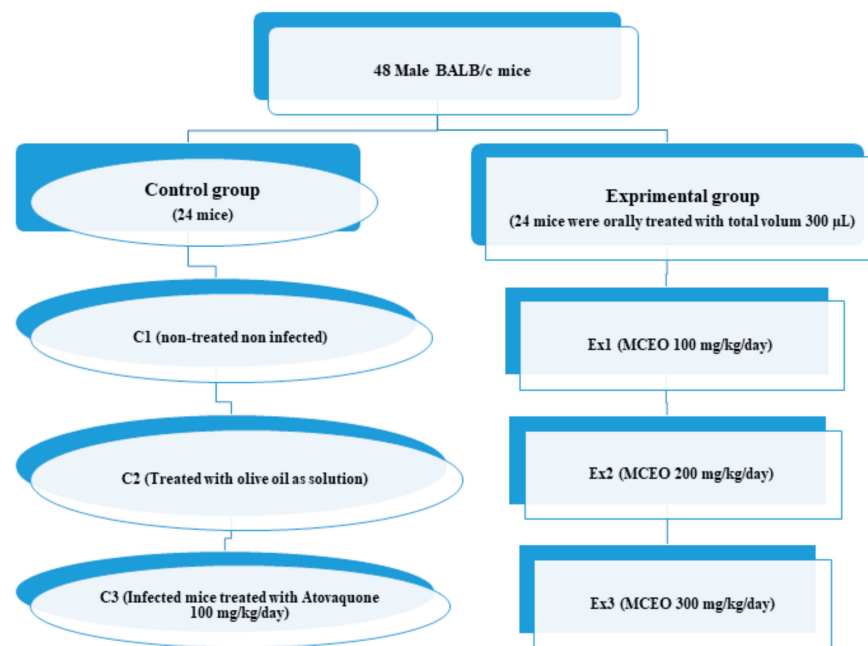 48 Male BALB/c mice
Control group
(24 mice)
Exprimental group
(24 mice were orally treated with total volum 300 µL)
C1 (non-treated non infected)
Ex1 (MCEO 100 mg/kg/day)
C2 (Treated with olive oil as solution)
Ex2 (MCEO 200 mg/kg/day)
C3 (Infected mice treated with Atovaquone
100 mg/kg/day)
Ex3 (MCEO 300 mg/kg/day)